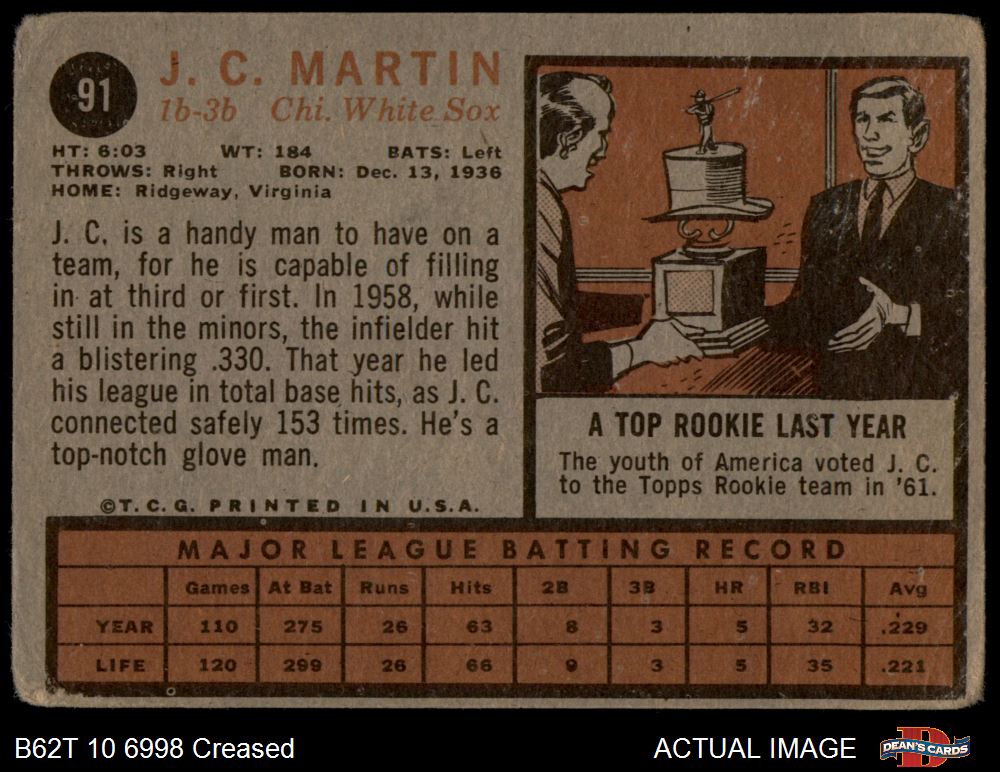 91
J. C. MARTIN
1b-3b Chi. White Sox
HT: 6:03 WT: 184 BATS: Left
THROWS: Right BORN: Dec. 13, 1936
HOME: Ridgeway, Virginia
J. C. is a handy man to have on a
team, for he is capable of filling
in at third or first. In 1958, while
still in the minors, the infielder hit
a blistering .330. That year he led
his league in total base hits, as J. C.
connected safely 153 times. He's a
top-notch glove man.
©T.C.G. PRINTED IN U.S.A.
A TOP ROOKIE LAST YEAR
The youth of America voted J. C.
to the Topps Rookie team in '61.
MAJOR LEAGUE BATTING RECORD
Games At Bat Runs Hits 2B 3B HR RBI Avg
YEAR 110 275 26 63 8 3 5 32 .229
LIFE 120 299 26 66 9 3 5 35 .221
B62T 10 6998 Creased
ACTUAL IMAGE
DEAN'S CARDS